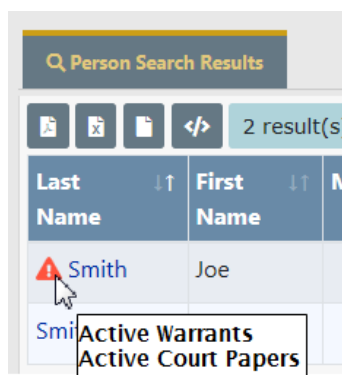 Person Search Results
2 result(s
Last Name
First Name
Smith
Joe
Smi
Active Warrants
Active Court Papers